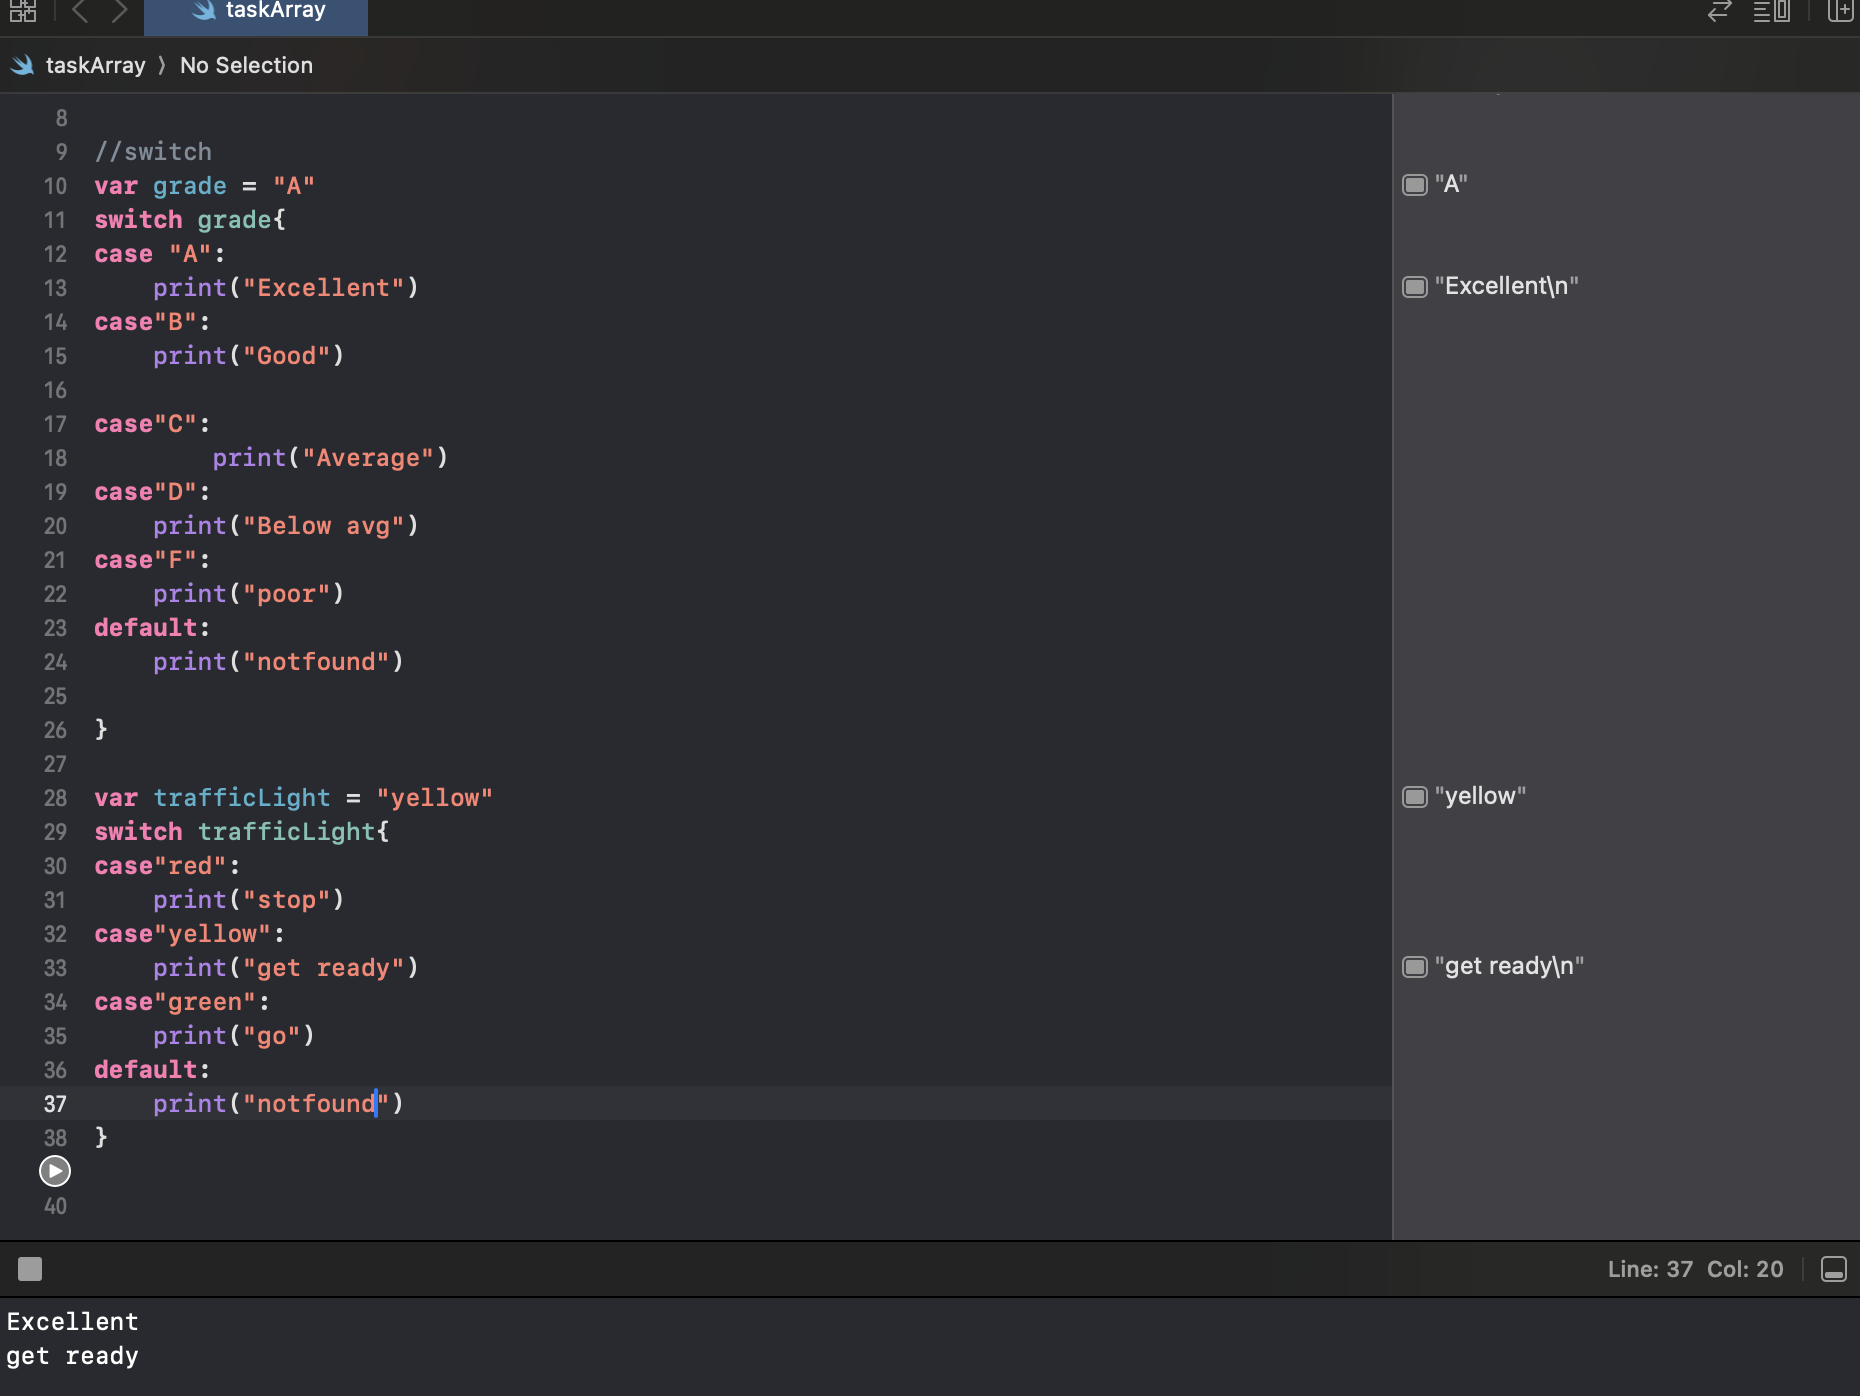 taskArray
taskArray 〉 No Selection
8
9 //switch
10 var grade = "A"
11 switch grade{
12 case "A":
13     print("Excellent")
14 case"B":
15     print("Good")
16
17 case"C":
18         print("Average")
19 case"D":
20     print("Below avg")
21 case"F":
22     print("poor")
23 default:
24     print("notfound")
25
26 }
27
28 var trafficLight = "yellow"
29 switch trafficLight{
30 case"red":
31     print("stop")
32 case"yellow":
33     print("get ready")
34 case"green":
35     print("go")
36 default:
37     print("notfound")
38 }
40
"A"
"Excellent\n"
"yellow"
"get ready\n"
Line: 37 Col: 20
Excellent
get ready